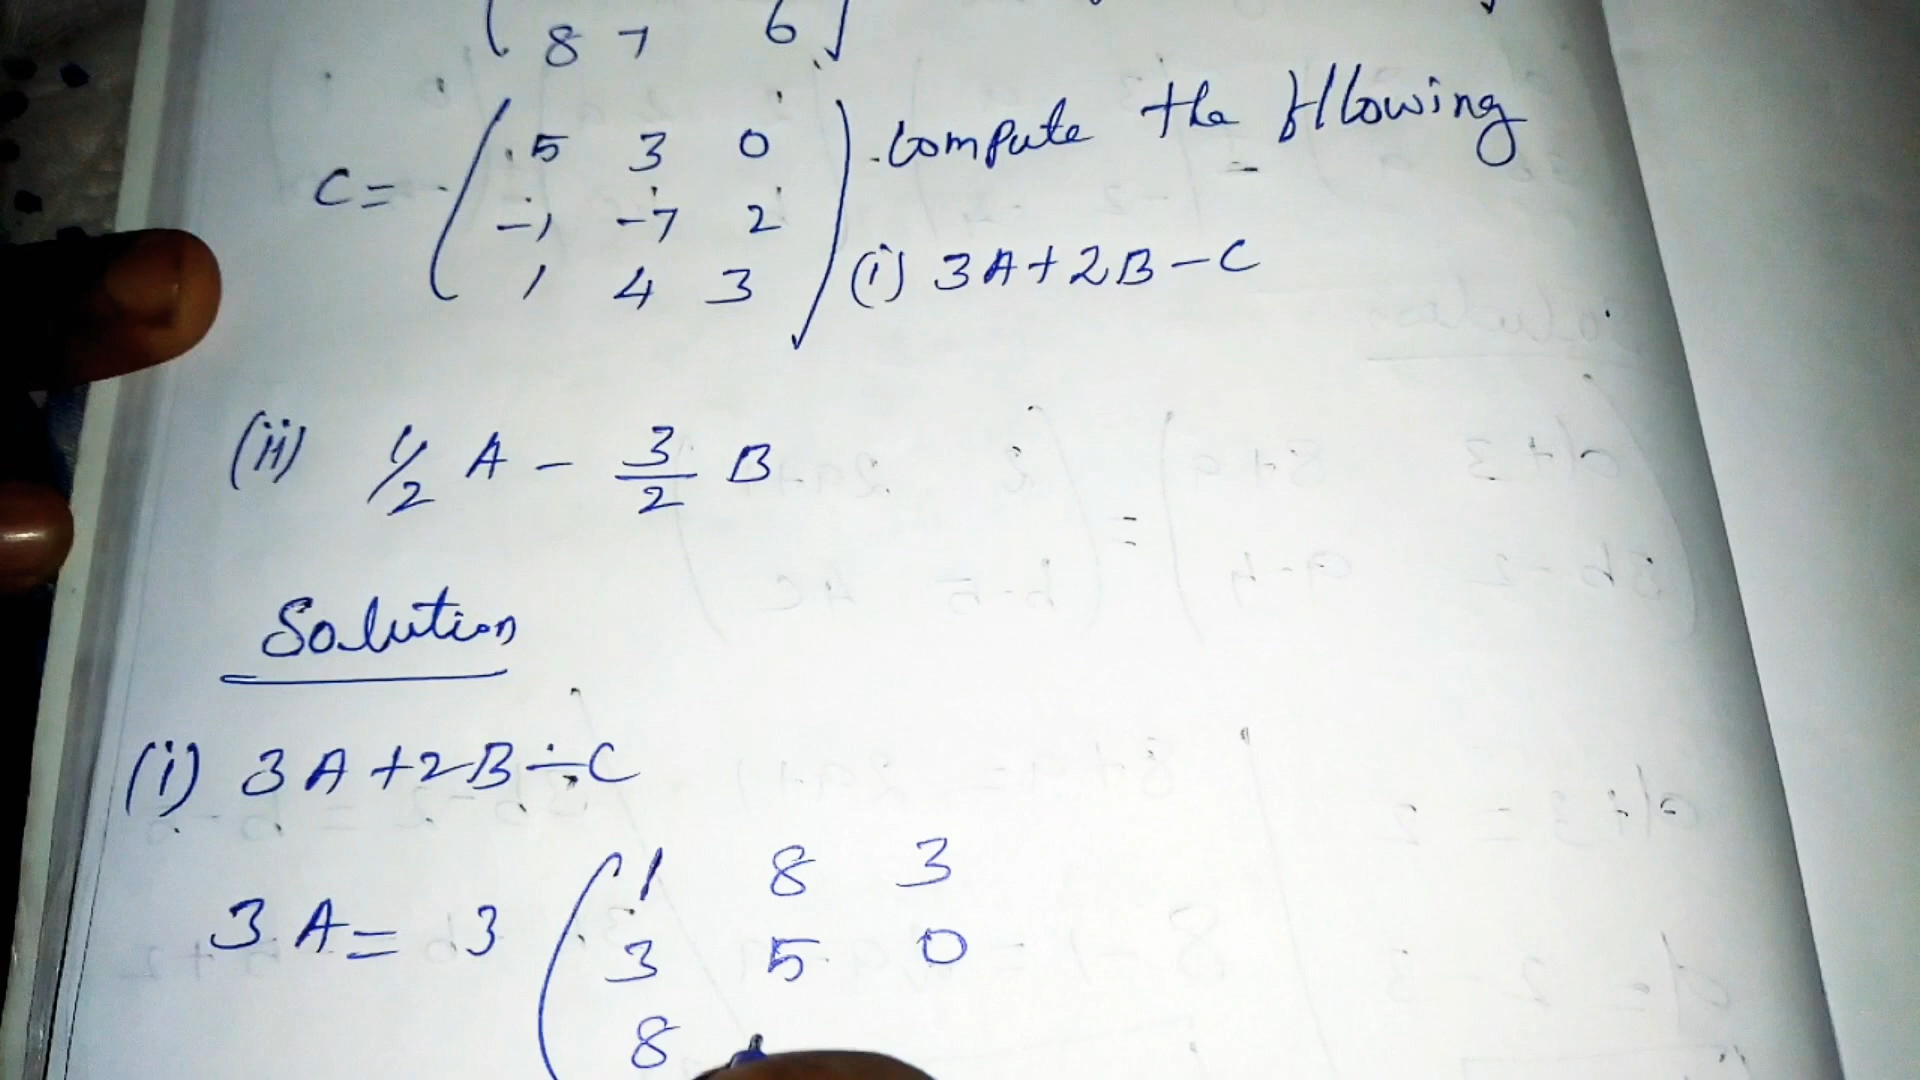 8 7 6
C = ( 5 3 0 ) compute the following
-1 -7 2
1 4 3 (i) 3A+2B-C
(ii) 1/2 A - 3/2 B
Solution
(i) 3A+2B-C
3A = 3 ( 1 8 3
3 5 0
8